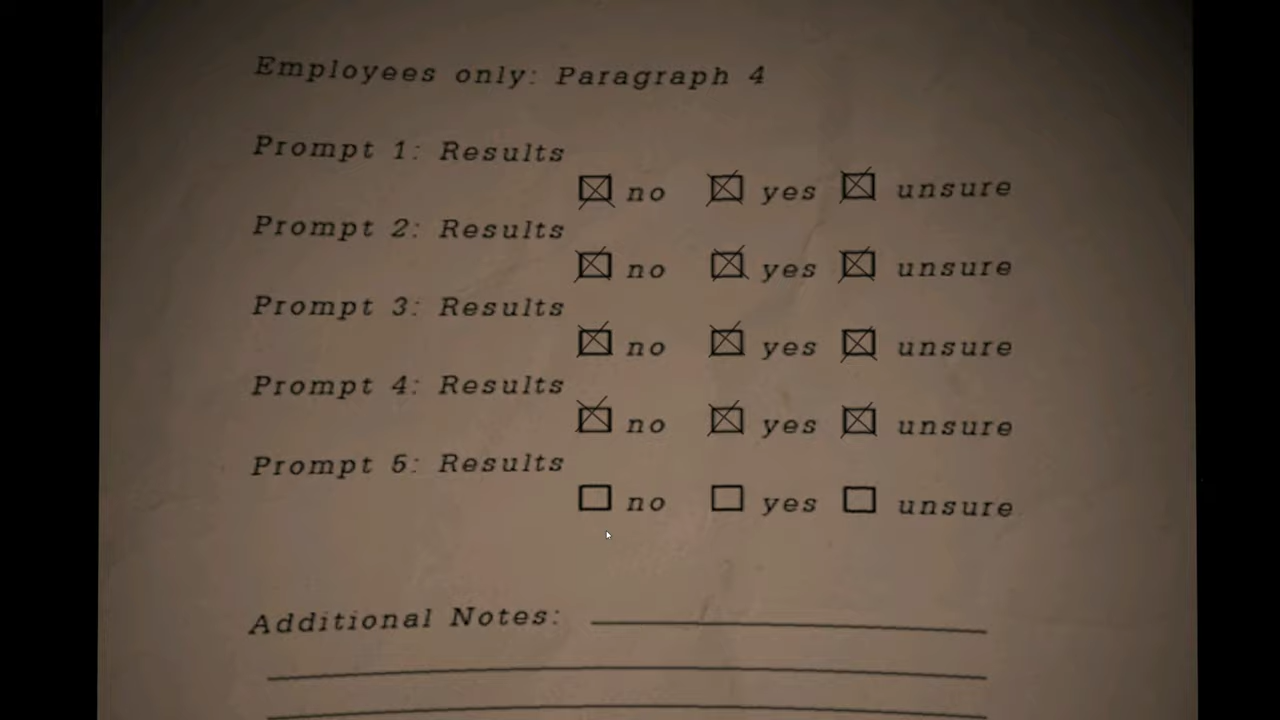 Employees only: Paragraph 4
Prompt 1: Results
no yes unsure
Prompt 2: Results
no yes unsure
Prompt 3: Results
no yes unsure
Prompt 4: Results
no yes unsure
Prompt 5: Results
no yes unsure
Additional Notes: